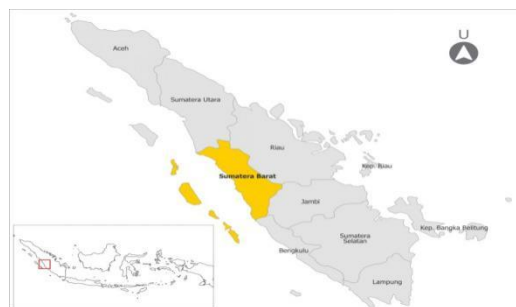 U
Aceh
Sumatera Utara
Riau
Kep. Riau
Sumatera Barat
Jambi
Kep. Bangka Belitung
Sumatera
Selatan
Bengkulu
Lampung